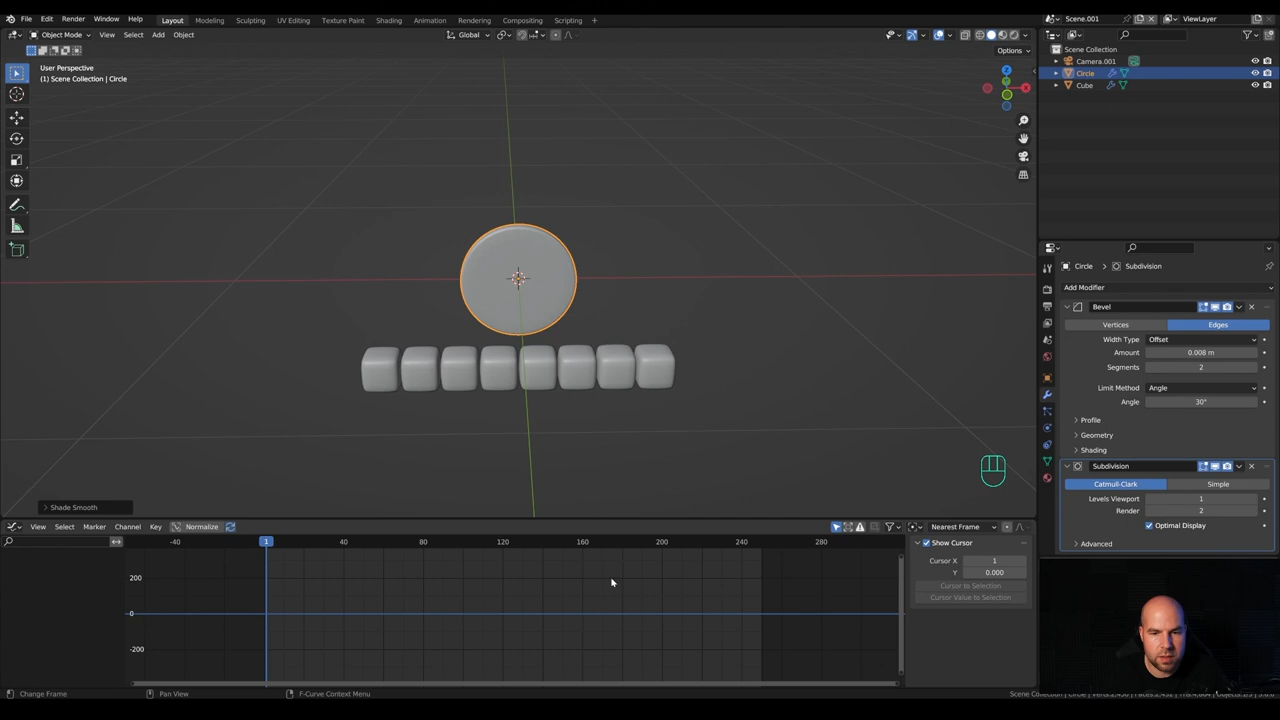 File Edit Render Window Help Layout Modeling Sculpting UV Editing Texture Paint Shading Animation Rendering Compositing Scripting + Scene.001 ViewLayer
Object Mode View Select Add Object Global
Options
Scene Collection
Camera.001
Circle
Cube
User Perspective
(1) Scene Collection | Circle
Z
Y
X
Circle > Subdivision
Add Modifier
Bevel
Vertices Edges
Width Type Offset
Amount 0.008 m
Segments 2
Limit Method Angle
Angle 30°
Profile
Geometry
Shading
Subdivision
Catmull-Clark Simple
Levels Viewport 1
Render 2
Optimal Display
Advanced
Shade Smooth
View Select Marker Channel Key Normalize Nearest Frame
-40 1 40 80 120 160 200 240 280
200
0
-200
Show Cursor
Cursor X 1
Y 0.000
Cursor to Selection
Cursor Value to Selection
Change Frame Pan View F-Curve Context Menu